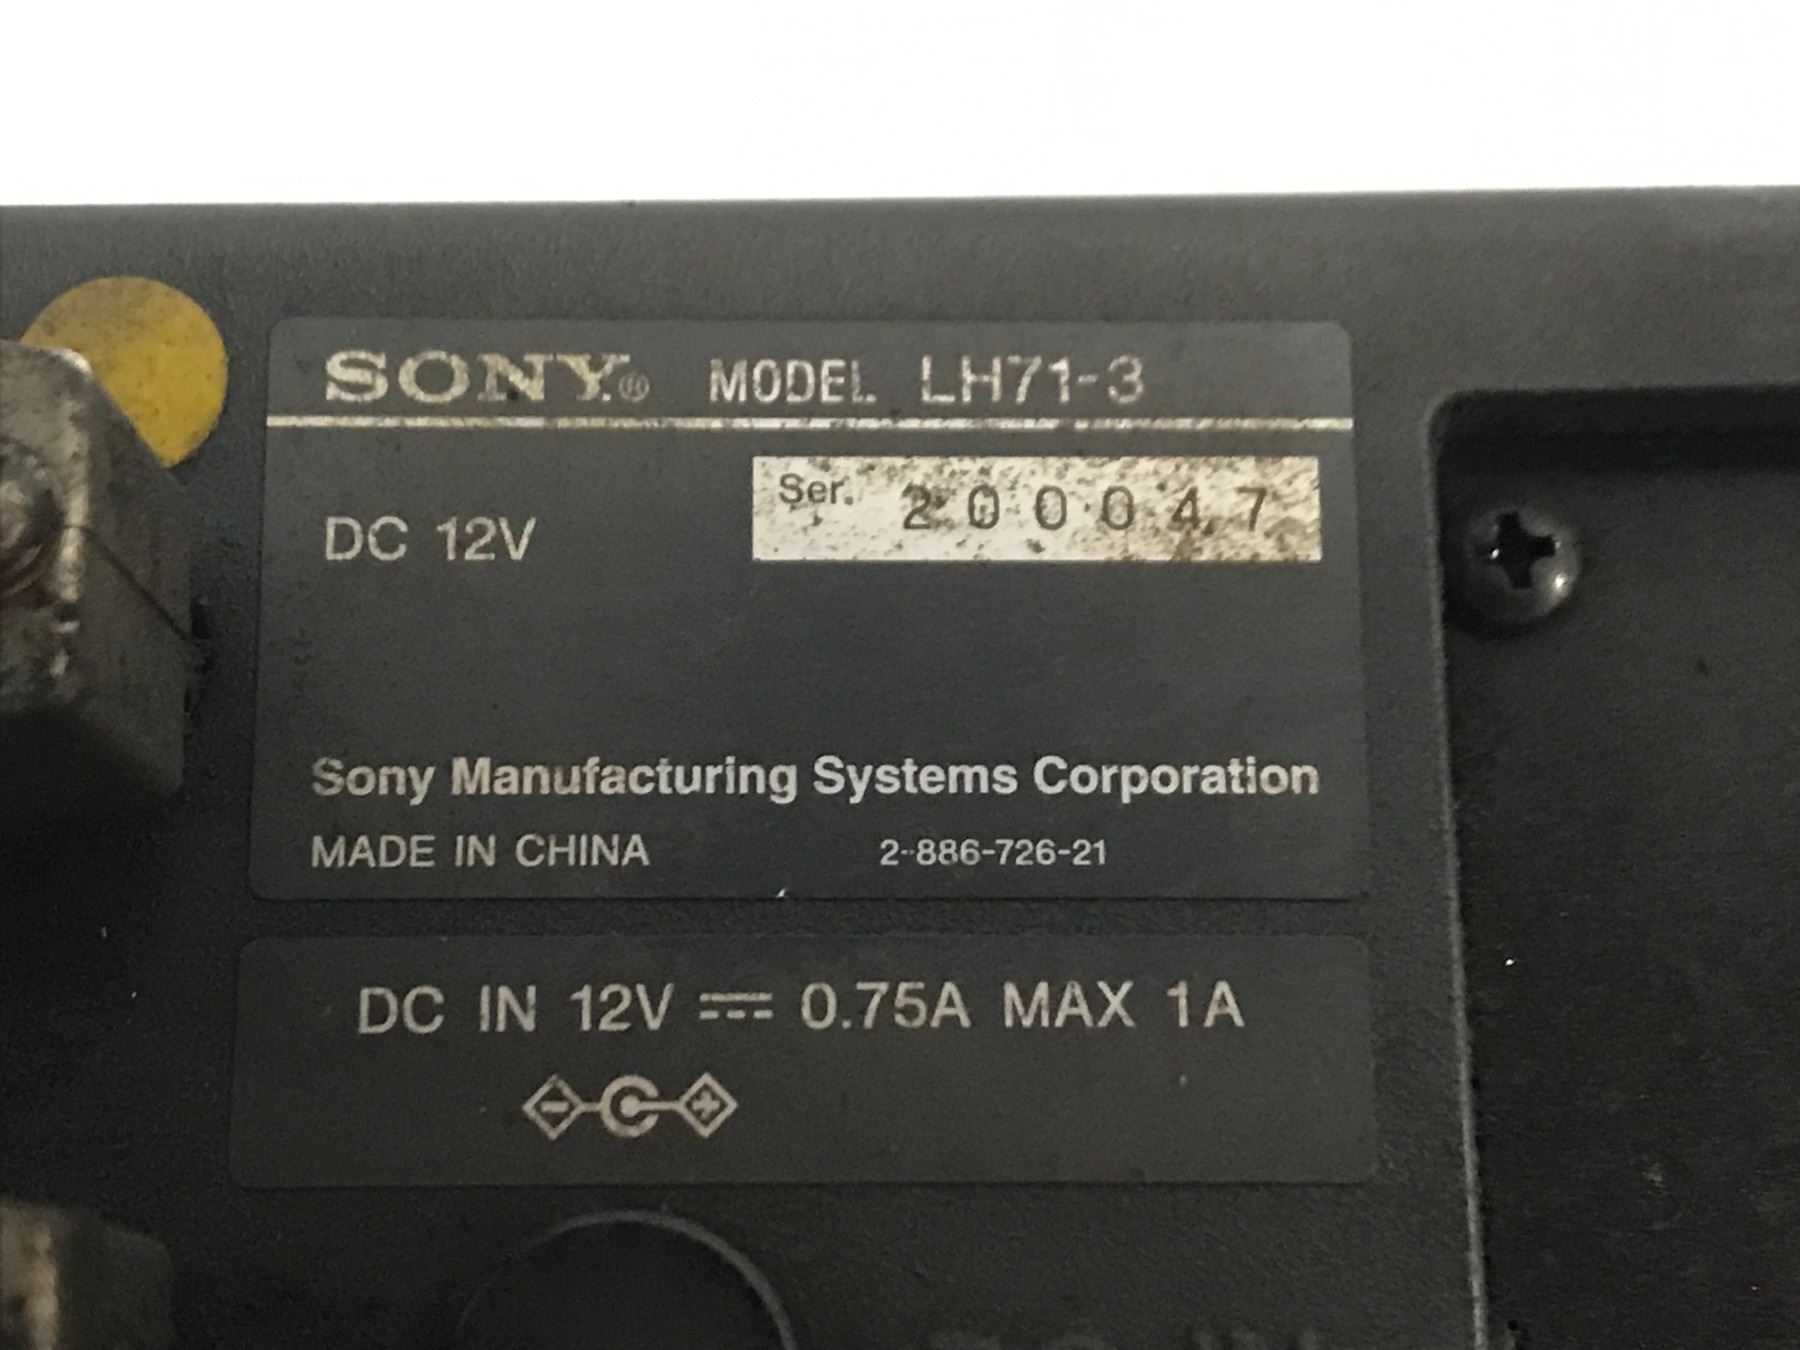 SONY® MODEL LH71-3
DC 12V
Ser. 200047
Sony Manufacturing Systems Corporation
MADE IN CHINA 2-886-726-21
DC IN 12V ⎓ 0.75A MAX 1A